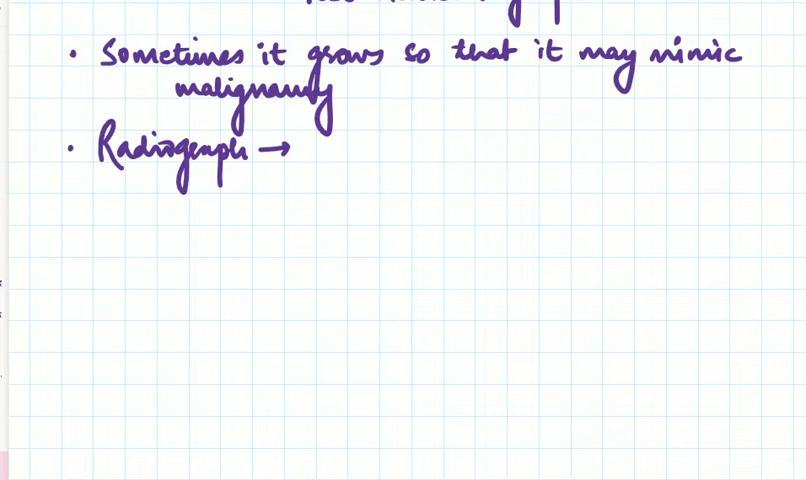 • Sometimes it grows so that it may mimic
malignancy
• Radiograph →